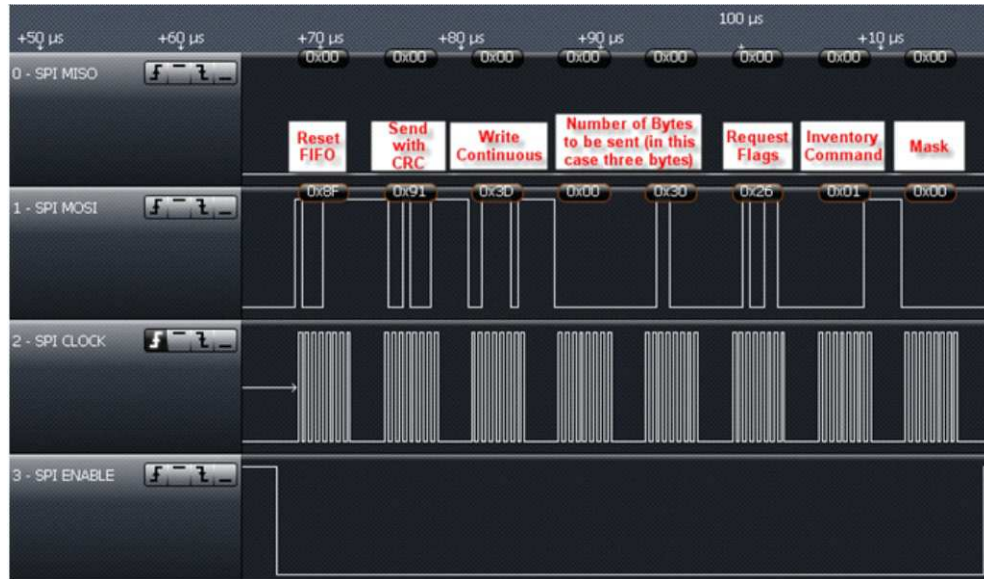 100 µs
+50 µs +60 µs +70 µs +80 µs +90 µs +10 µs
0 - SPI MISO
0x00 0x00 0x00 0x00 0x00 0x00 0x00 0x00
Reset
FIFO
Send
with
CRC
Write
Continuous
Number of Bytes
to be sent (in this
case three bytes)
Request
Flags
Inventory
Command
Mask
1 - SPI MOSI
0x8F 0x91 0x3D 0x00 0x30 0x26 0x01 0x00
2 - SPI CLOCK
3 - SPI ENABLE